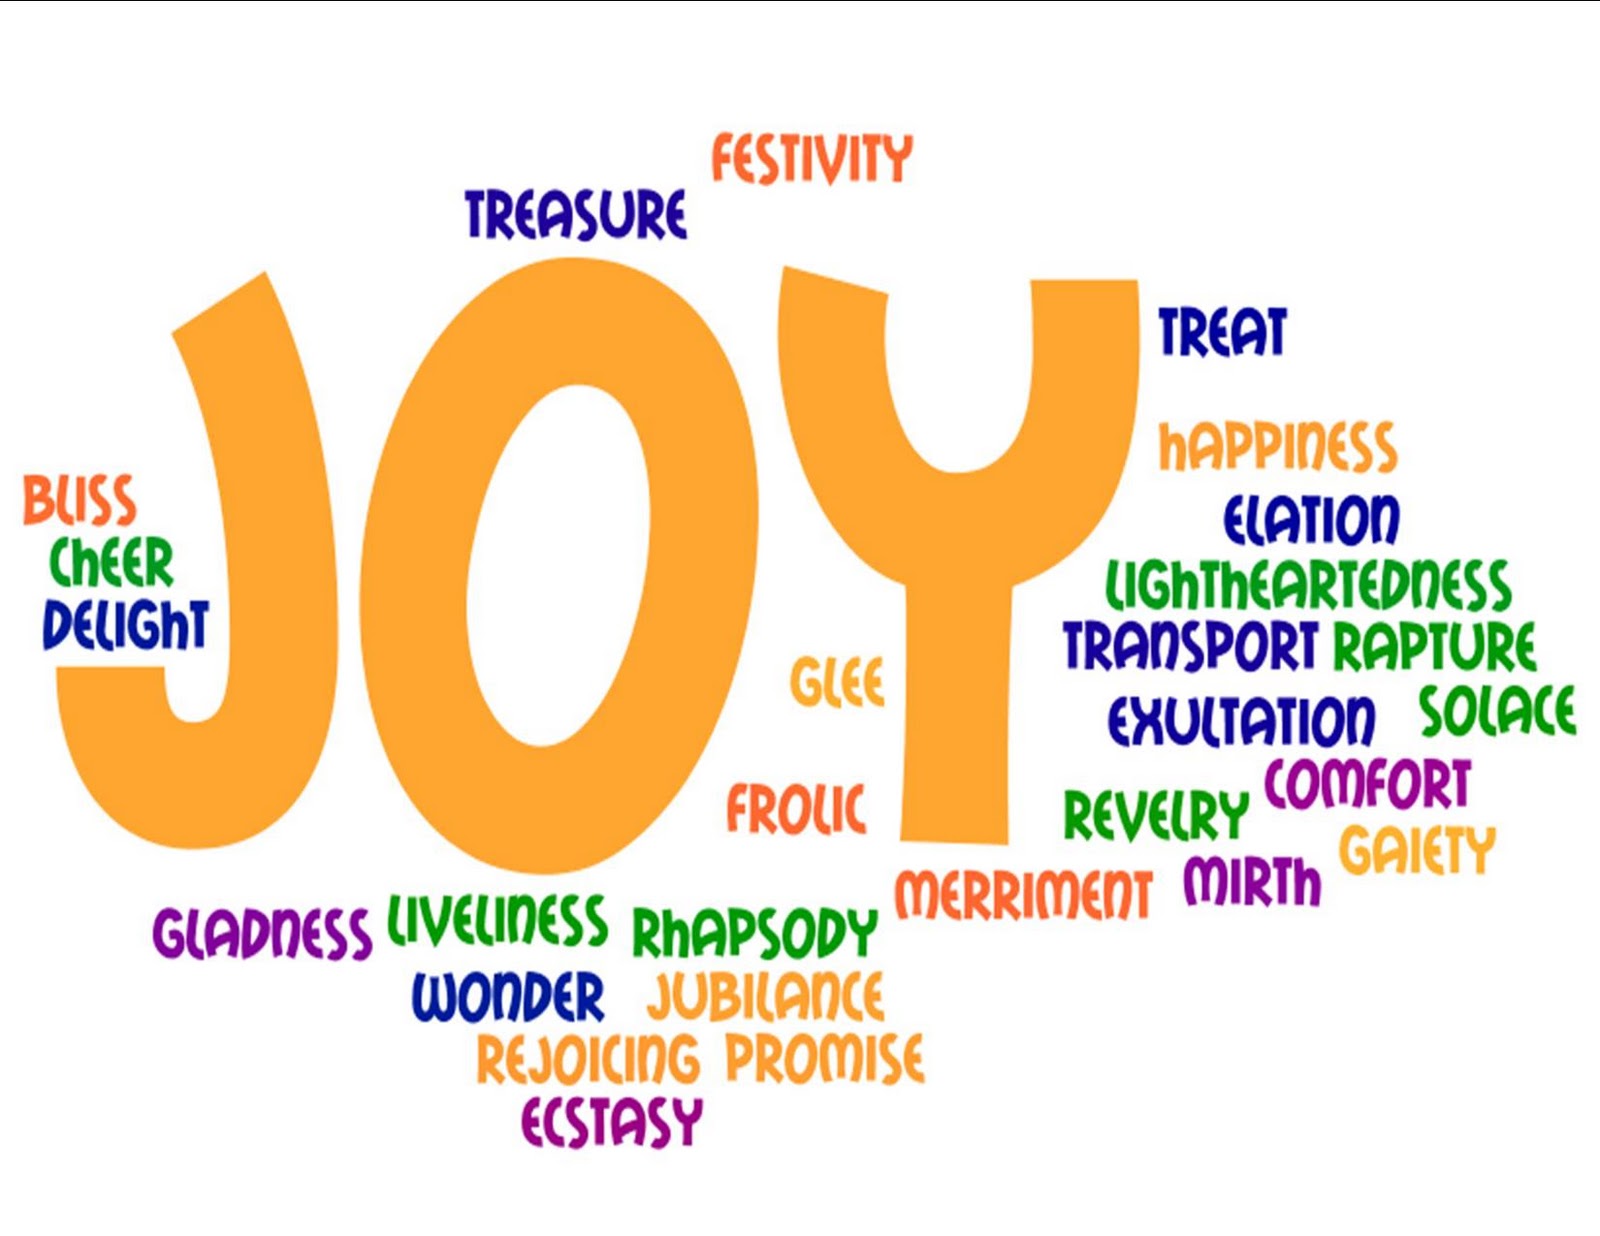 FESTIVITY
TREASURE
JOY
TREAT
hAPPINESS
BLISS
ELATION
ChEER
LIGhThEARTEDNESS
DELIGhT
TRANSPORT RAPTURE
GLEE
EXULTATION SOLACE
COMFORT
FROLIC
REVELRY
GAIETY
MERRIMENT MIRTh
GLADNESS LIVELINESS RhAPSODY
WONDER JUBILANCE
REJOICING PROMISE
ECSTASY